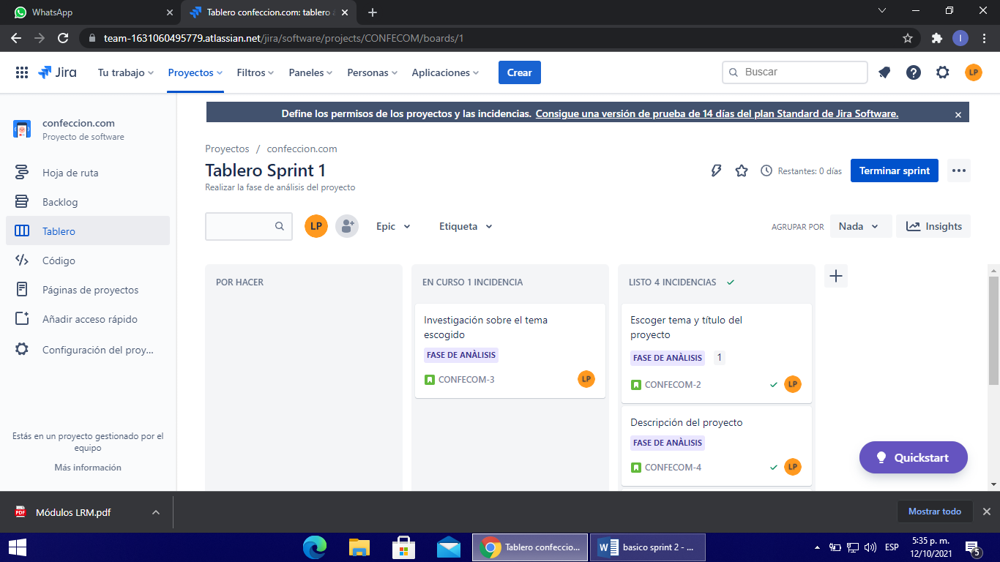 WhatsApp
Tablero confeccion.com: tablero á
team-1631060495779.atlassian.net/jira/software/projects/CONFECOM/boards/1
I
Jira
Tu trabajo
Proyectos
Filtros
Paneles
Personas
Aplicaciones
Crear
Buscar
LP
confeccion.com
Proyecto de software
Define los permisos de los proyectos y las incidencias. Consigue una versión de prueba de 14 días del plan Standard de Jira Software.
Proyectos / confeccion.com
Tablero Sprint 1
Realizar la fase de análisis del proyecto
Restantes: 0 días
Terminar sprint
Hoja de ruta
Backlog
Tablero
Código
Páginas de proyectos
Añadir acceso rápido
Configuración del proy...
Estás en un proyecto gestionado por el
equipo
Más información
LP
Epic
Etiqueta
AGRUPAR POR
Nada
Insights
POR HACER
EN CURSO 1 INCIDENCIA
Investigación sobre el tema
escogido
FASE DE ANÀLISIS
CONFECOM-3
LP
LISTO 4 INCIDENCIAS
Escoger tema y título del
proyecto
FASE DE ANÀLISIS 1
CONFECOM-2
LP
Descripción del proyecto
FASE DE ANÀLISIS
CONFECOM-4
LP
Quickstart
PDF
Módulos LRM.pdf
Mostrar todo
Tablero confeccio...
basico sprint 2 - ...
ESP
5:35 p. m.
12/10/2021
5